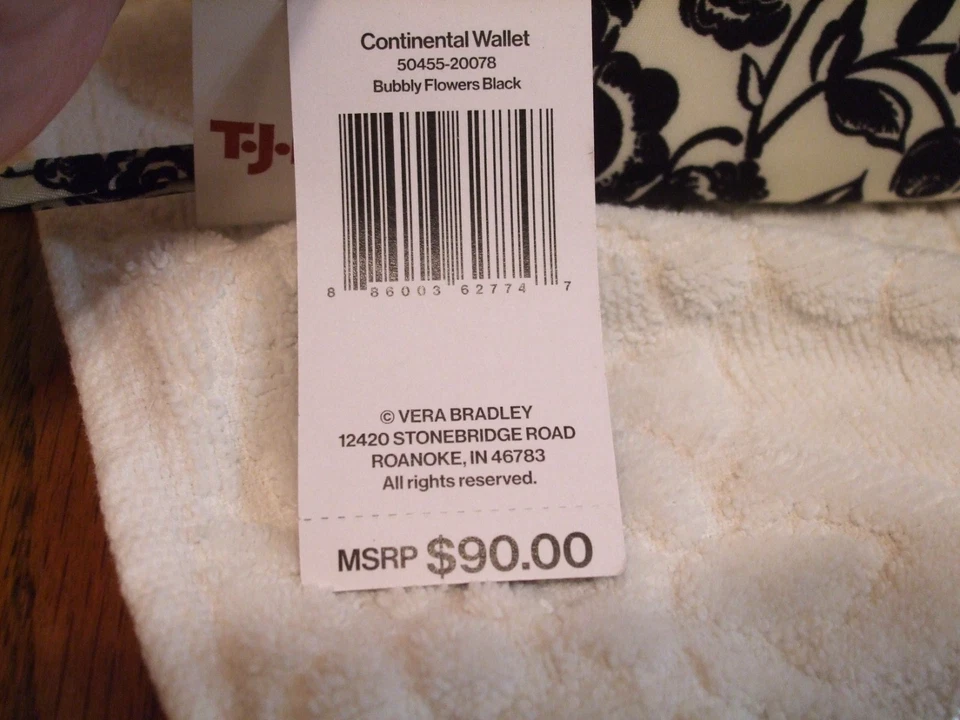 Continental Wallet
50455-20078
Bubbly Flowers Black
T·J·
8 86003 62774 7
© VERA BRADLEY
12420 STONEBRIDGE ROAD
ROANOKE, IN 46783
All rights reserved.
MSRP $90.00